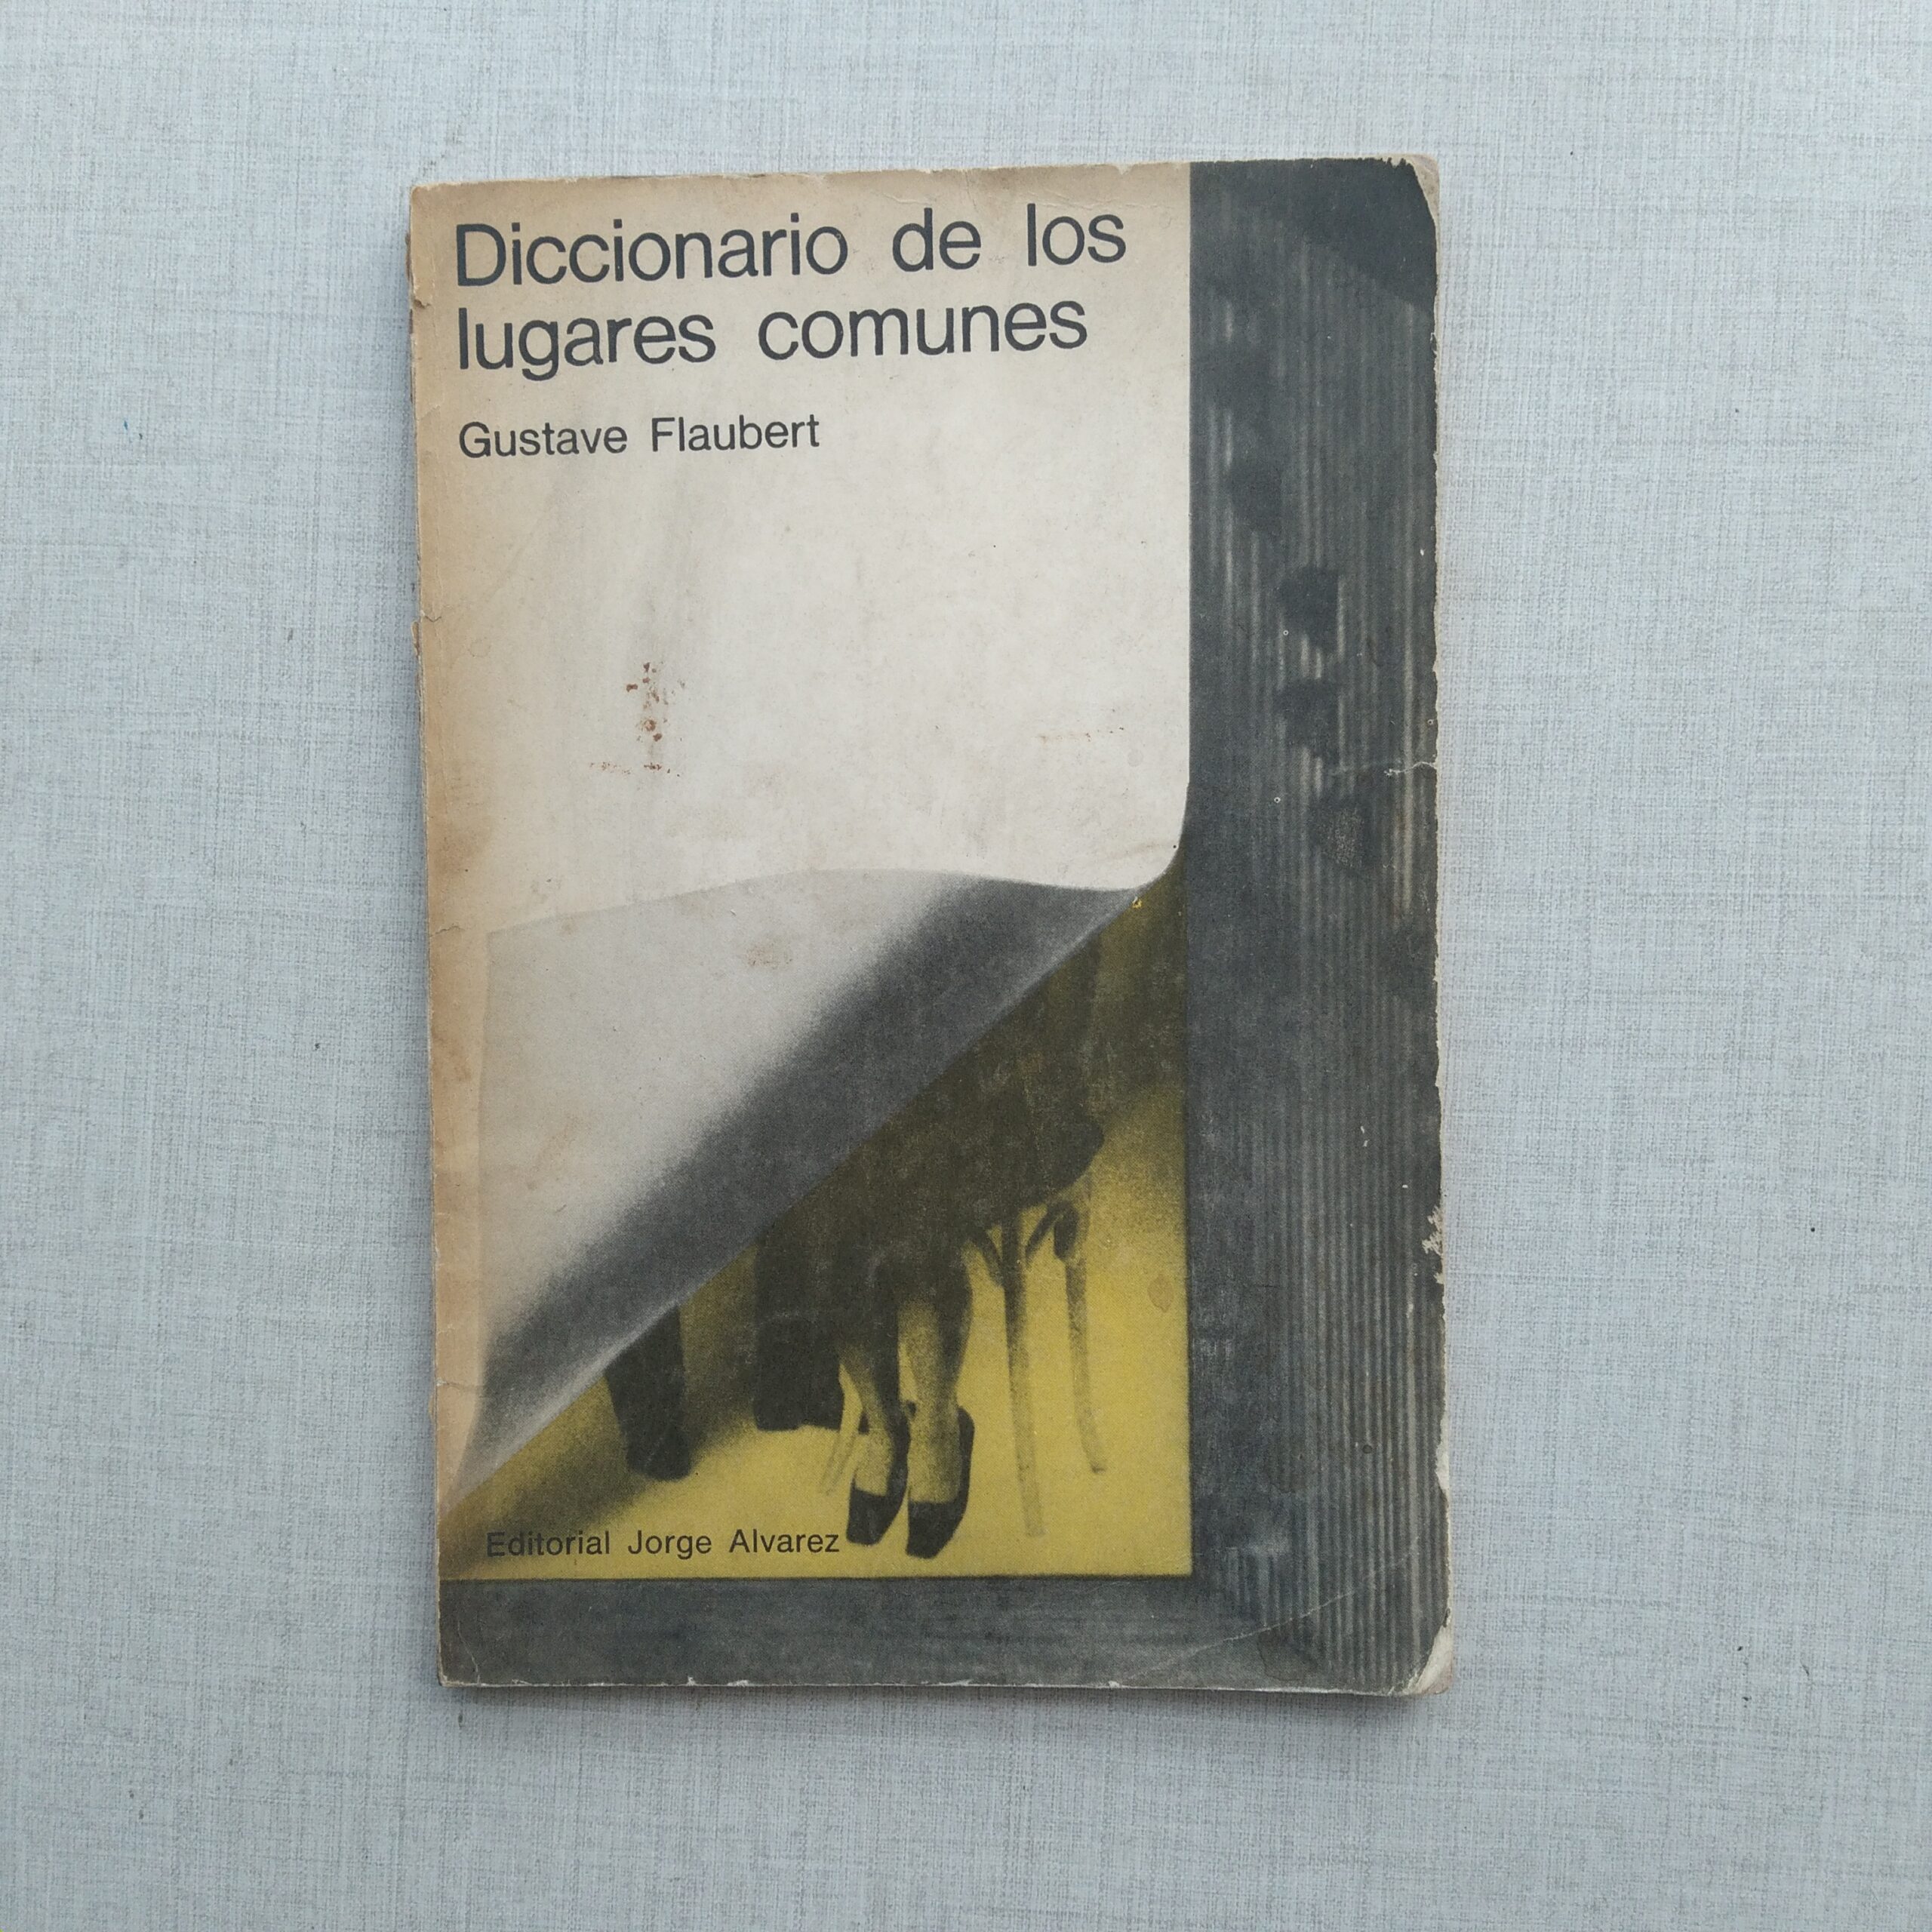 Diccionario de los
lugares comunes
Gustave Flaubert
Editorial Jorge Alvarez